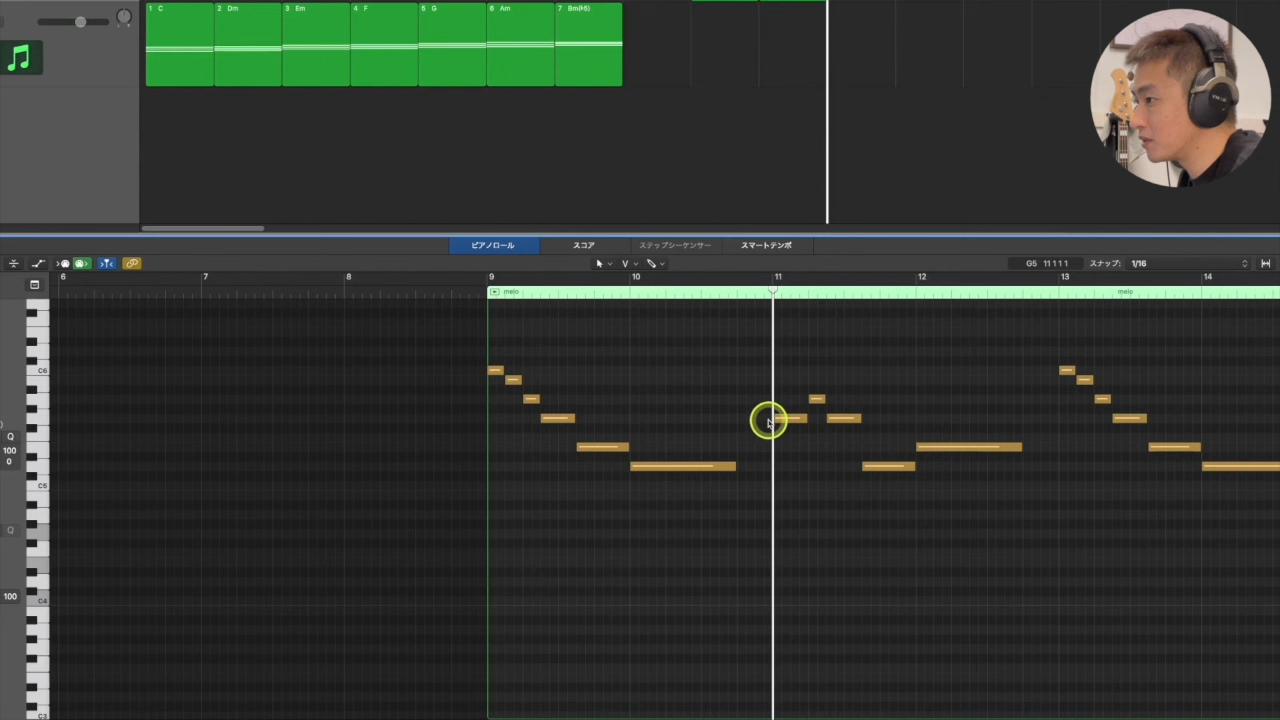 1 C
2 Dm
3 Em
4 F
5 G
6 Am
7 Bm(♭5)
ピアノロール
スコア
ステップシーケンサー
スマートテンポ
G5 11 1 1 1
スナップ: 1/16
6
7
8
9
10
11
12
13
14
melo
melo
C6
Q
100
0
C5
Q
100
C4
C3